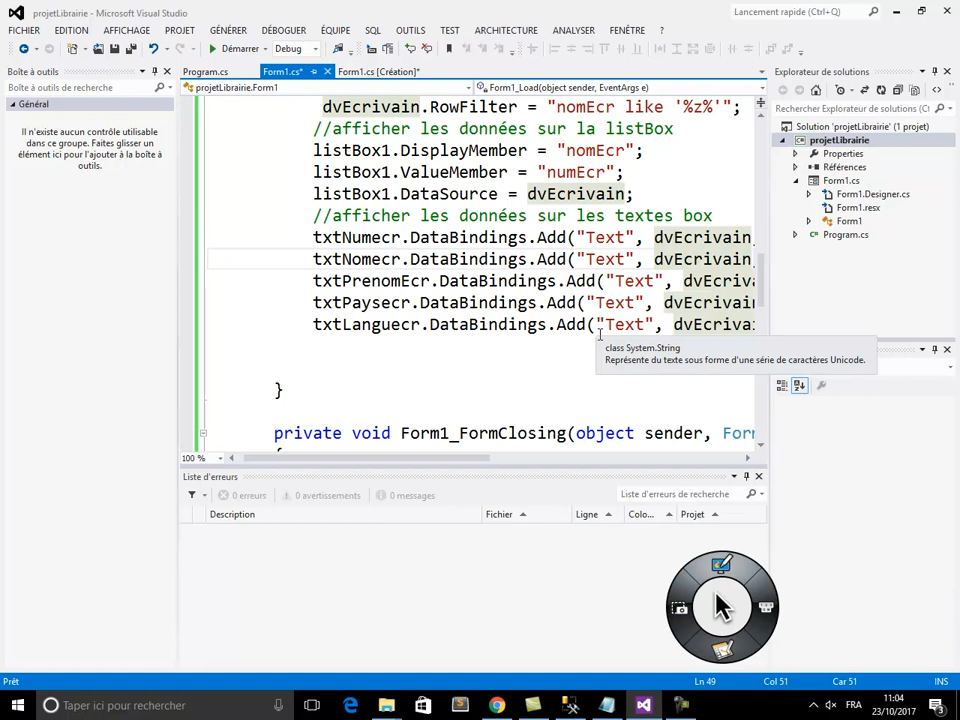 projetLibrairie - Microsoft Visual Studio
Lancement rapide (Ctrl+Q)
FICHIER EDITION AFFICHAGE PROJET GÉNÉRER DÉBOGUER ÉQUIPE SQL OUTILS TEST ARCHITECTURE ANALYSER FENÊTRE ?
Démarrer Debug
Boîte à outils
Boîte à outils de recherche
Général
Il n'existe aucun contrôle utilisable
dans ce groupe. Faites glisser un
élément ici pour l'ajouter à la boîte à
outils.
Program.cs Form1.cs* Form1.cs [Création]*
projetLibrairie.Form1 Form1_Load(object sender, EventArgs e)
dvEcrivain.RowFilter = "nomEcr like '%z%'";
//afficher les données sur la listBox
listBox1.DisplayMember = "nomEcr";
listBox1.ValueMember = "numEcr";
listBox1.DataSource = dvEcrivain;
//afficher les données sur les textes box
txtNumecr.DataBindings.Add("Text", dvEcrivain,
txtNomecr.DataBindings.Add("Text", dvEcrivain,
txtPrenomEcr.DataBindings.Add("Text", dvEcriva
txtPaysecr.DataBindings.Add("Text", dvEcrivain
txtLanguecr.DataBindings.Add("Text", dvEcrivai
class System.String
Représente du texte sous forme d'une série de caractères Unicode.
}
private void Form1_FormClosing(object sender, For
100 %
Explorateur de solutions
Rechercher Explorateur de solutions
Solution 'projetLibrairie' (1 projet)
projetLibrairie
Properties
Références
Form1.cs
Form1.Designer.cs
Form1.resx
Form1
Program.cs
Liste d'erreurs
0 erreurs 0 avertissements 0 messages
Liste d'erreurs de recherche
Description Fichier Ligne Colo... Projet
Prêt Ln 49 Col 51 Car 51 INS
Taper ici pour rechercher
FRA
11:04
23/10/2017
3